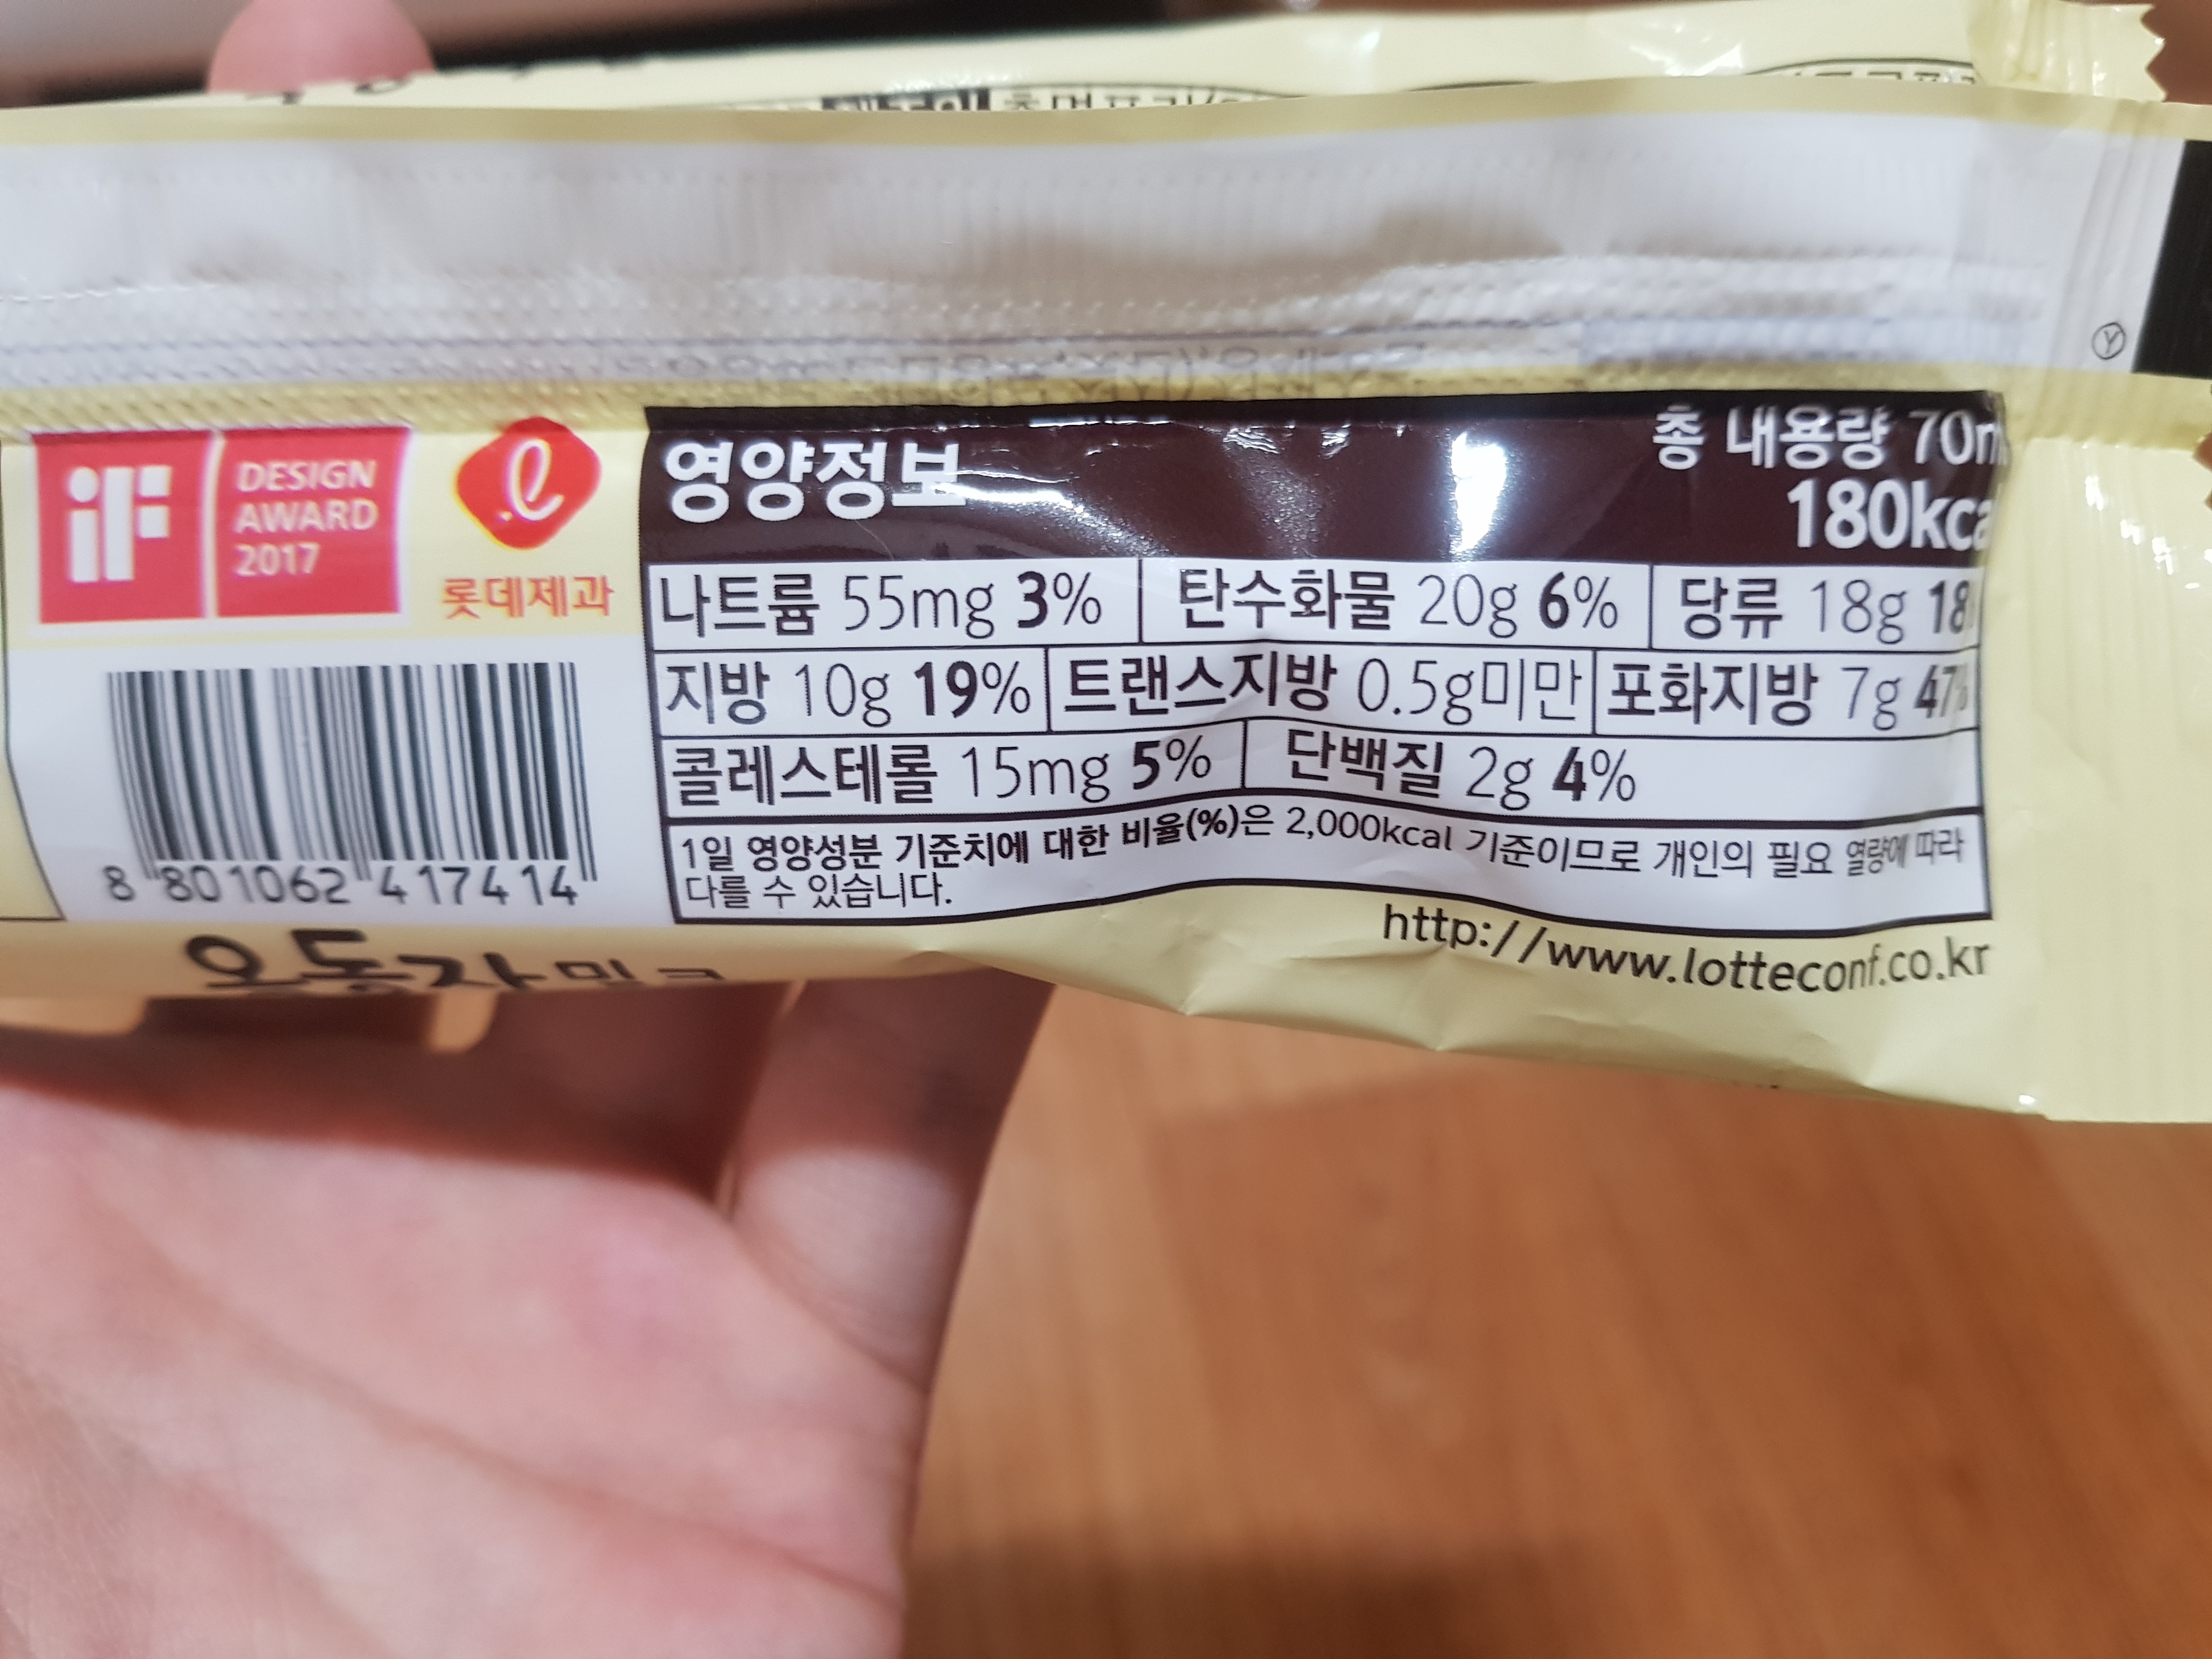 iF
DESIGN
AWARD
2017
롯데제과
영양정보
총 내용량 70m
180kca
나트륨 55mg 3% 탄수화물 20g 6% 당류 18g 18
지방 10g 19% 트랜스지방 0.5g미만 포화지방 7g 47%
콜레스테롤 15mg 5% 단백질 2g 4%
1일 영양성분 기준치에 대한 비율(%)은 2,000kcal 기준이므로 개인의 필요 열량에 따라
다를 수 있습니다.
8 801062 417414
http://www.lotteconf.co.kr